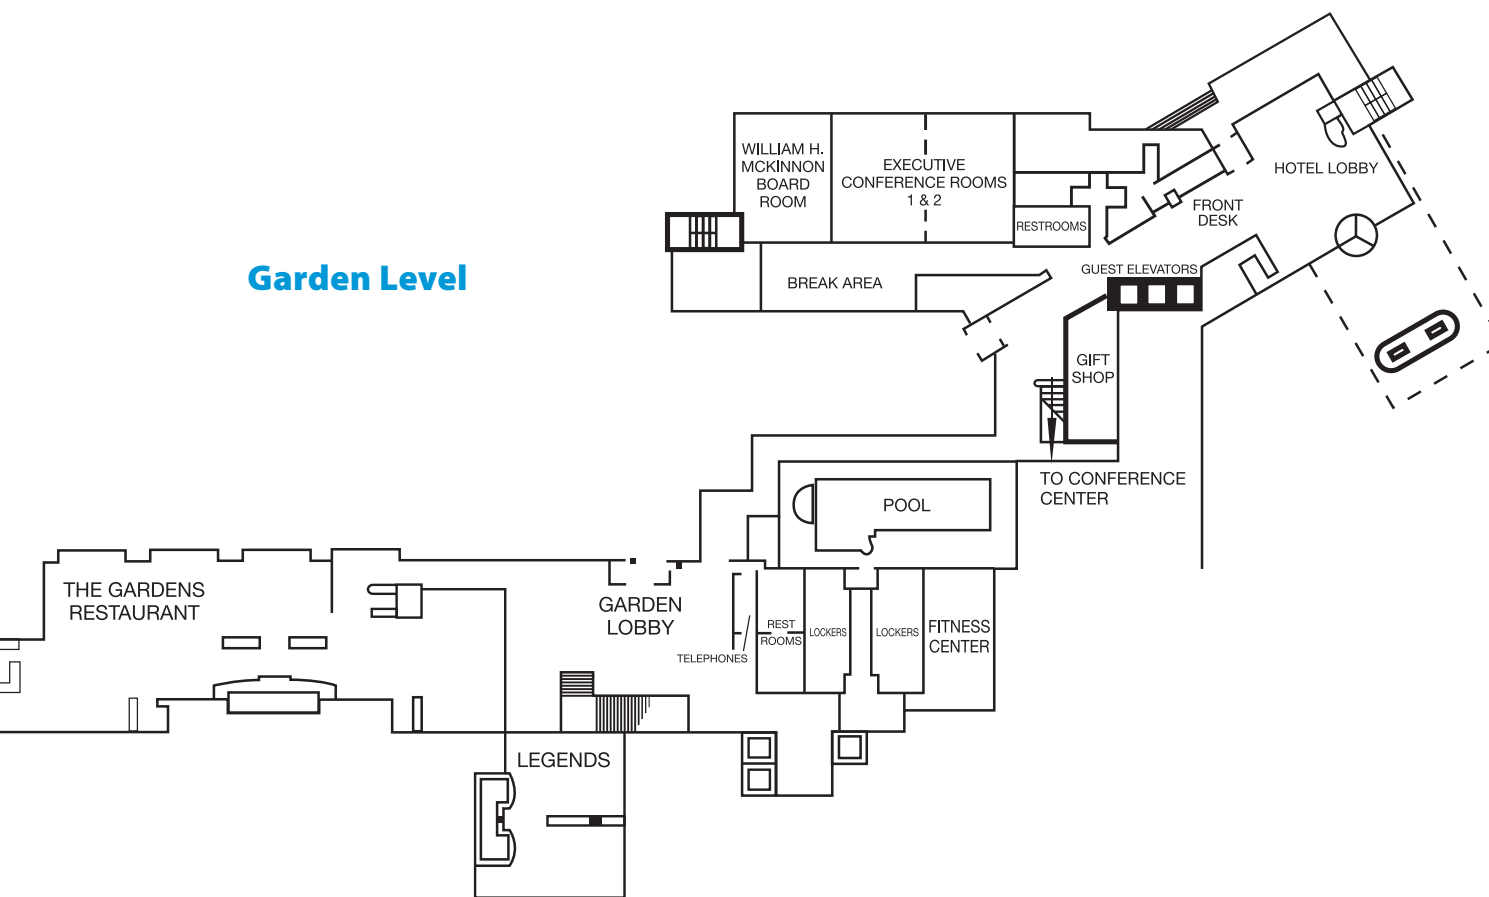 WILLIAM H.
MCKINNON
BOARD
ROOM
EXECUTIVE
CONFERENCE ROOMS
1 & 2
HOTEL LOBBY
FRONT
DESK
RESTROOMS
Garden Level
BREAK AREA
GUEST ELEVATORS
GIFT
SHOP
TO CONFERENCE
CENTER
POOL
THE GARDENS
RESTAURANT
GARDEN
LOBBY
TELEPHONES
REST
ROOMS
LOCKERS
LOCKERS
FITNESS
CENTER
LEGENDS